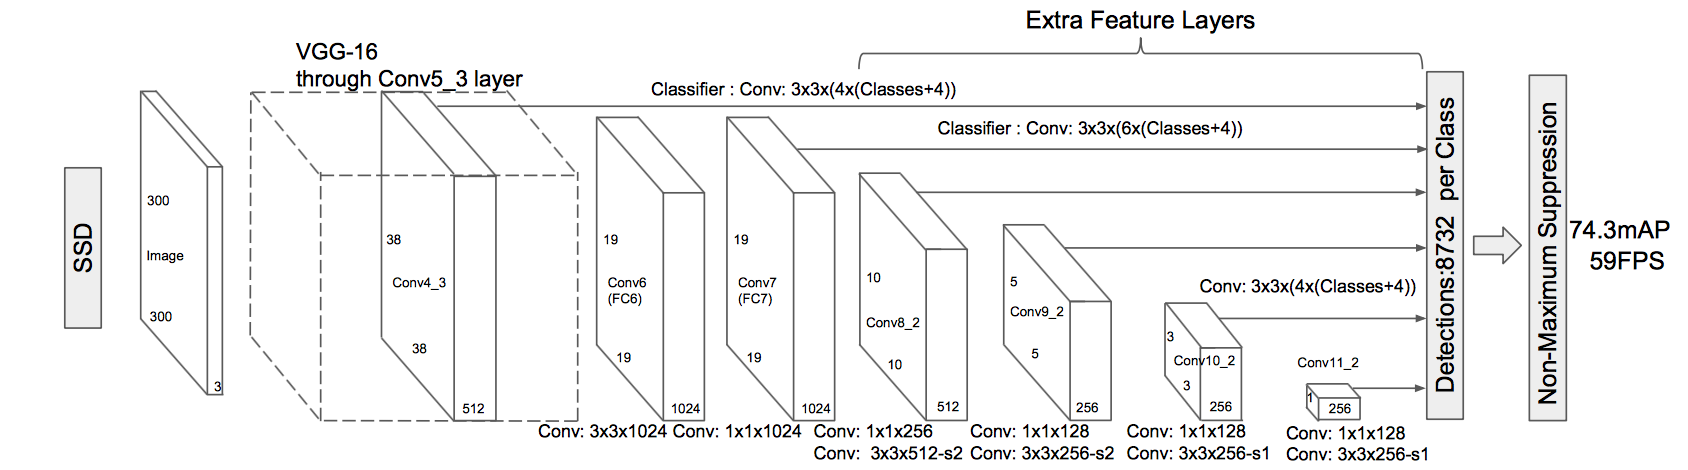 Extra Feature Layers
VGG-16
through Conv5_3 layer
Classifier : Conv: 3x3x(4x(Classes+4))
Classifier : Conv: 3x3x(6x(Classes+4))
SSD
300
Image
300
3
38
Conv4_3
38
512
19
Conv6
(FC6)
19
1024
19
Conv7
(FC7)
19
1024
10
Conv8_2
10
512
5
Conv9_2
5
256
Conv: 3x3x(4x(Classes+4))
3
Conv10_2
3
256
Conv11_2
1
256
Detections:8732 per Class
Non-Maximum Suppression
74.3mAP
59FPS
Conv: 3x3x1024
Conv: 1x1x1024
Conv: 1x1x256
Conv: 3x3x512-s2
Conv: 1x1x128
Conv: 3x3x256-s2
Conv: 1x1x128
Conv: 3x3x256-s1
Conv: 1x1x128
Conv: 3x3x256-s1